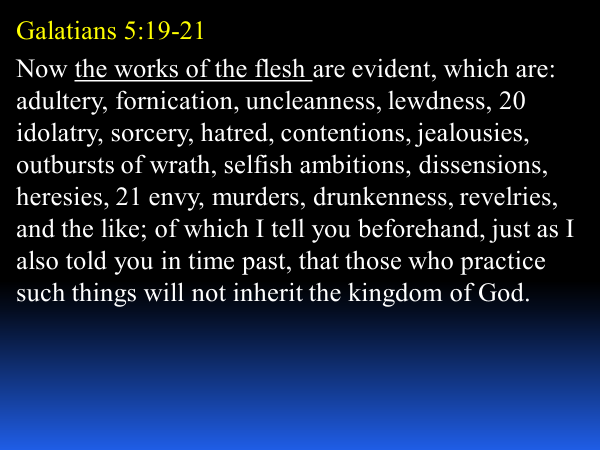 Galatians 5:19-21
Now the works of the flesh are evident, which are:
adultery, fornication, uncleanness, lewdness, 20
idolatry, sorcery, hatred, contentions, jealousies,
outbursts of wrath, selfish ambitions, dissensions,
heresies, 21 envy, murders, drunkenness, revelries,
and the like; of which I tell you beforehand, just as I
also told you in time past, that those who practice
such things will not inherit the kingdom of God.